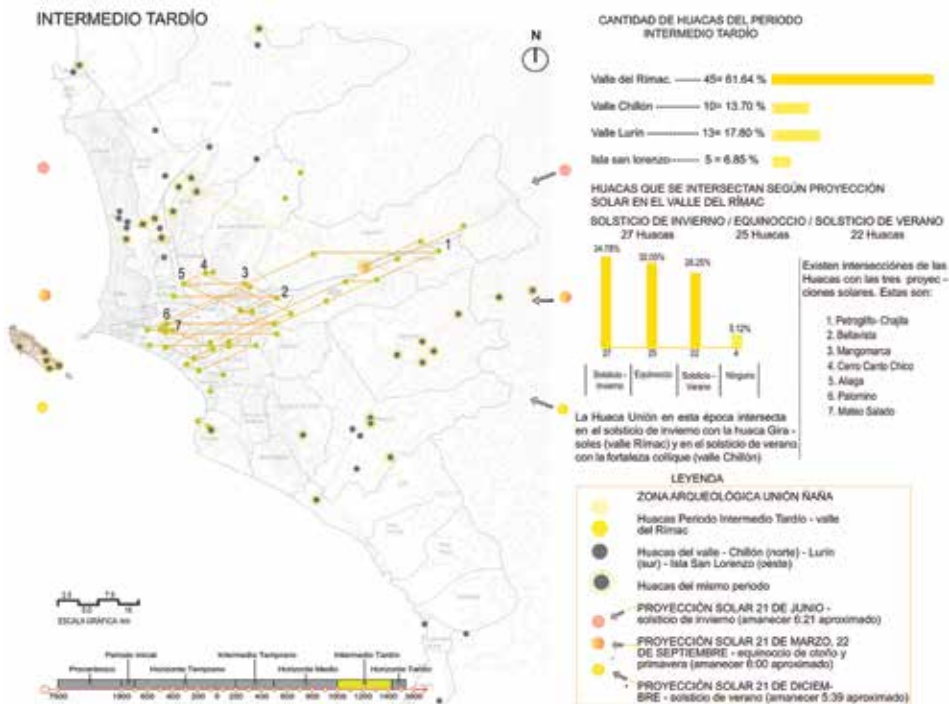 INTERMEDIO TARDÍO
N
1
2
3
4
5
6
7
ESCALA GRÁFICA km
Periodo Inicial
Intermedio Temprano
Intermedio Tardío
Horizonte Temprano
Horizonte Medio
Horizonte Tardío
CANTIDAD DE HUACAS DEL PERIODO
INTERMEDIO TARDÍO
Valle del Rimac. ------ 45= 61.64 %
Valle Chillón ------ 10= 13.70 %
Valle Lurin ------ 13= 17.80 %
Isla san lorenzo ------ 5 = 6.85 %
HUACAS QUE SE INTERSECTAN SEGÚN PROYECCIÓN
SOLAR EN EL VALLE DEL RÍMAC
SOLSTICIO DE INVIERNO / EQUINOCCIO / SOLSTICIO DE VERANO
27 Huacas 25 Huacas 22 Huacas
27 25 22 4
Solsticio - Invierno
Equinoccio
Solsticio - Verano
Ninguno
Existen intersecciónes de las
Huacas con las tres proyec -
ciones solares. Estas son:
1. Petroglifo- Chajlla
2. Bellavista
3. Mangomarca
4. Cerro Canto Chico
5. Aliaga
6. Palomino
7. Mateo Salado
La Huaca Unión en esta época intersecta
en el solsticio de invierno con la huaca Gira -
soles (valle Rímac) y en el solsticio de verano
con la fortaleza collique (valle Chillón)
LEYENDA
ZONA ARQUEOLÓGICA UNIÓN ÑAÑA
Huacas Periodo Intermedio Tardío - valle
del Rimac
Huacas del valle - Chillón (norte) - Lurin
(sur) - Isla San Lorenzo (oeste)
Huacas del mismo periodo
PROYECCIÓN SOLAR 21 DE JUNIO -
solsticio de invierno (amanecer 6:21 aproximado)
PROYECCIÓN SOLAR 21 DE MARZO, 22
DE SEPTIEMBRE - equinoccio de otoño y
primavera (amanecer 6:00 aproximado)
PROYECCIÓN SOLAR 21 DE DICIEM-
BRE - solsticio de verano (amanecer 5:39 aproximado)